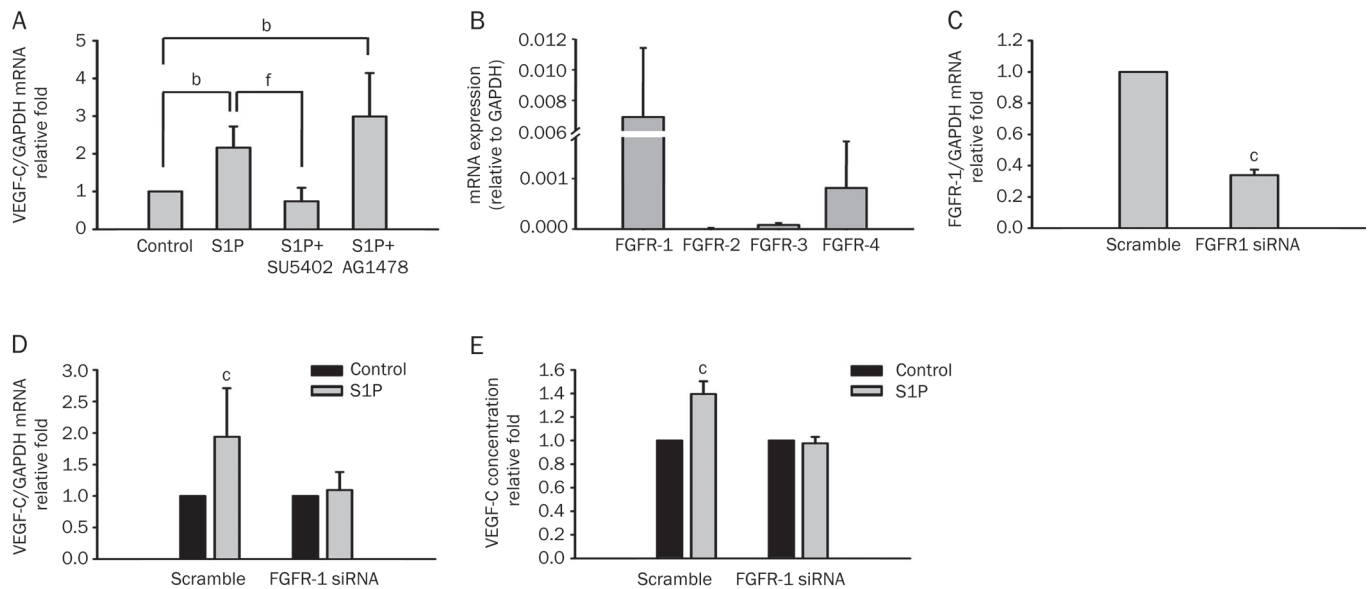 A
VEGF-C/GAPDH mRNA
relative fold
5
4
3
2
1
0
b
b
f
Control
S1P
S1P+
SU5402
S1P+
AG1478
B
mRNA expression
(relative to GAPDH)
0.012
0.010
0.008
0.006
0.001
0.000
FGFR-1
FGFR-2
FGFR-3
FGFR-4
C
FGFR-1/GAPDH mRNA
relative fold
1.2
1.0
0.8
0.6
0.4
0.2
0.0
c
Scramble
FGFR1 siRNA
D
VEGF-C/GAPDH mRNA
relative fold
3.0
2.5
2.0
1.5
1.0
0.5
0.0
c
Control
S1P
Scramble
FGFR-1 siRNA
E
VEGF-C concentration
relative fold
1.6
1.4
1.2
1.0
0.8
0.6
0.4
0.2
0.0
c
Control
S1P
Scramble
FGFR-1 siRNA